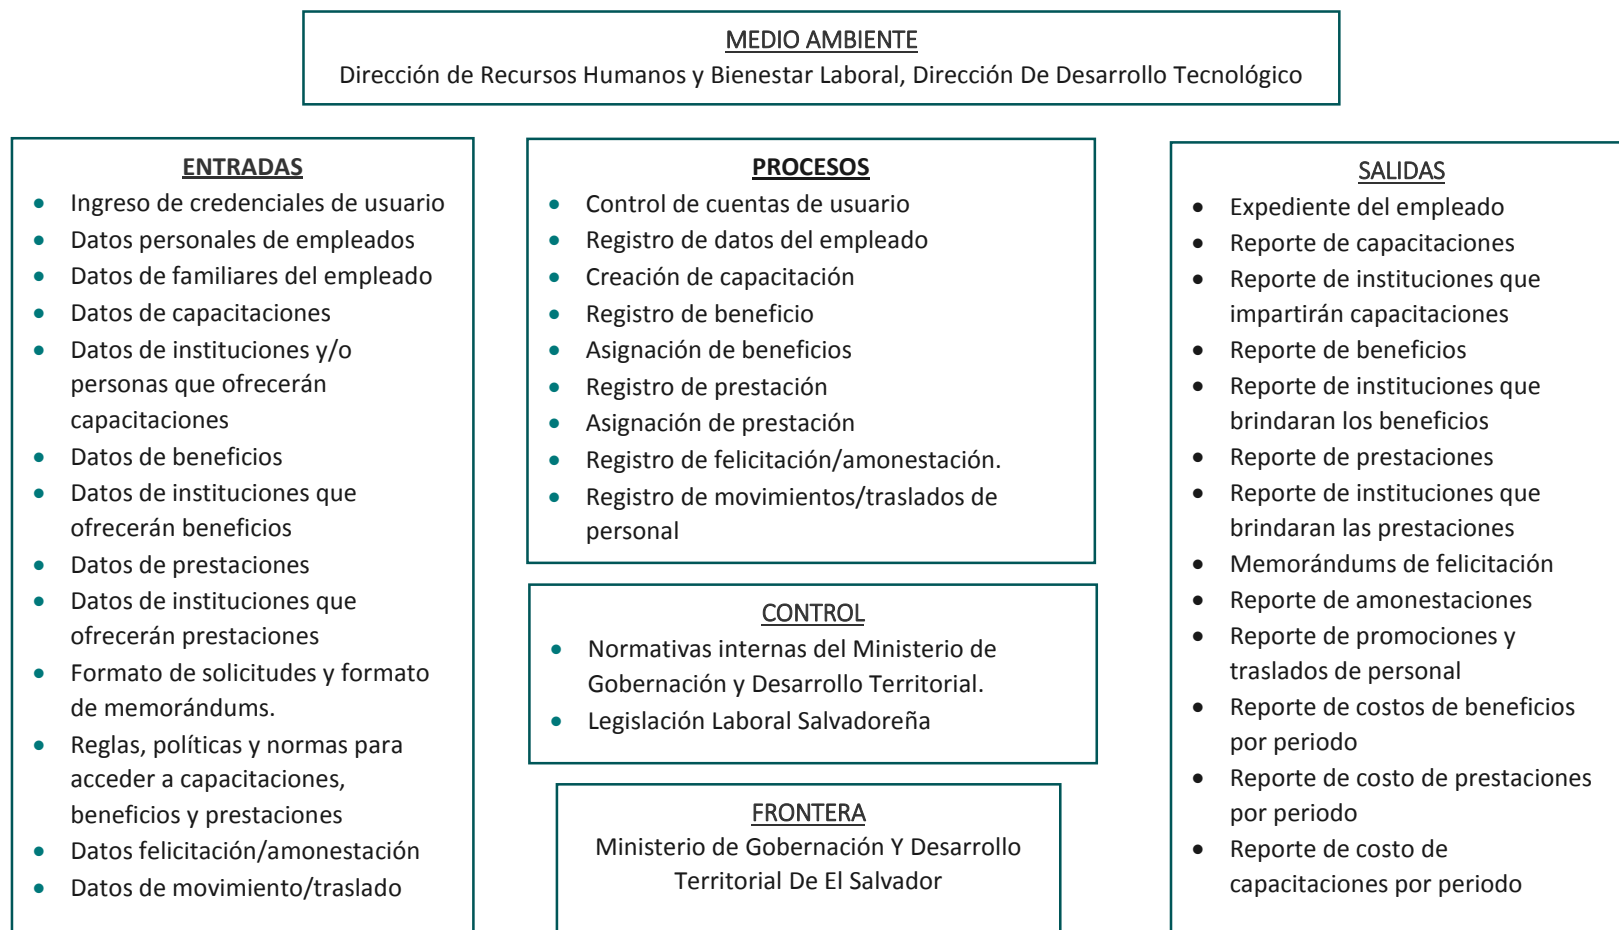 MEDIO AMBIENTE
Dirección de Recursos Humanos y Bienestar Laboral, Dirección De Desarrollo Tecnológico
ENTRADAS
• Ingreso de credenciales de usuario
• Datos personales de empleados
• Datos de familiares del empleado
• Datos de capacitaciones
• Datos de instituciones y/o
personas que ofrecerán
capacitaciones
• Datos de beneficios
• Datos de instituciones que
ofrecerán beneficios
• Datos de prestaciones
• Datos de instituciones que
ofrecerán prestaciones
• Formato de solicitudes y formato
de memorándums.
• Reglas, políticas y normas para
acceder a capacitaciones,
beneficios y prestaciones
• Datos felicitación/amonestación
• Datos de movimiento/traslado
PROCESOS
• Control de cuentas de usuario
• Registro de datos del empleado
• Creación de capacitación
• Registro de beneficio
• Asignación de beneficios
• Registro de prestación
• Asignación de prestación
• Registro de felicitación/amonestación.
• Registro de movimientos/traslados de
personal
CONTROL
• Normativas internas del Ministerio de
Gobernación y Desarrollo Territorial.
• Legislación Laboral Salvadoreña
FRONTERA
Ministerio de Gobernación Y Desarrollo
Territorial De El Salvador
SALIDAS
• Expediente del empleado
• Reporte de capacitaciones
• Reporte de instituciones que
impartirán capacitaciones
• Reporte de beneficios
• Reporte de instituciones que
brindaran los beneficios
• Reporte de prestaciones
• Reporte de instituciones que
brindaran las prestaciones
• Memorándums de felicitación
• Reporte de amonestaciones
• Reporte de promociones y
traslados de personal
• Reporte de costos de beneficios
por periodo
• Reporte de costo de prestaciones
por periodo
• Reporte de costo de
capacitaciones por periodo